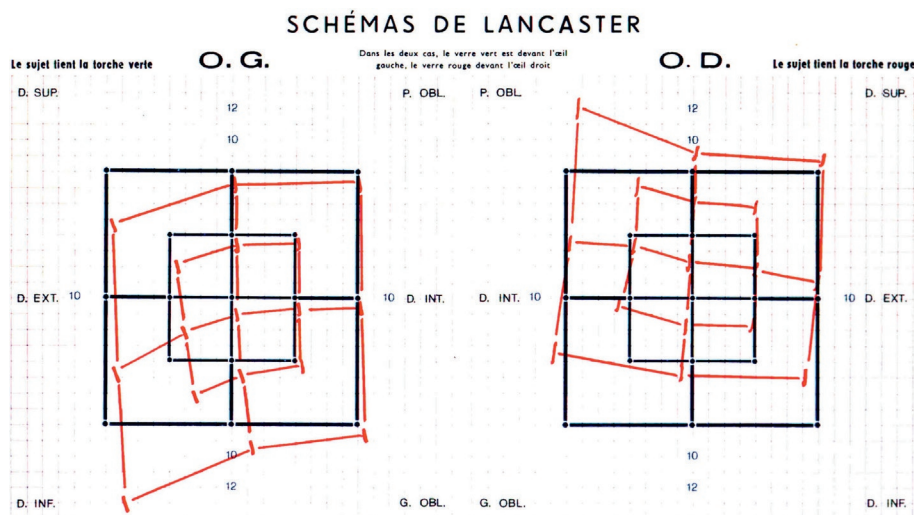 SCHÉMAS DE LANCASTER
Le sujet tient la torche verte
O. G.
Dans les deux cas, le verre vert est devant l'œil
gauche, le verre rouge devant l'œil droit
O. D.
Le sujet tient la torche rouge
D. SUP.
12
P. OBL.
P. OBL.
12
D. SUP.
10
10
D. EXT.
10
10
D. INT.
D. INT.
10
10
D. EXT.
10
10
12
12
D. INF.
G. OBL.
G. OBL.
D. INF.